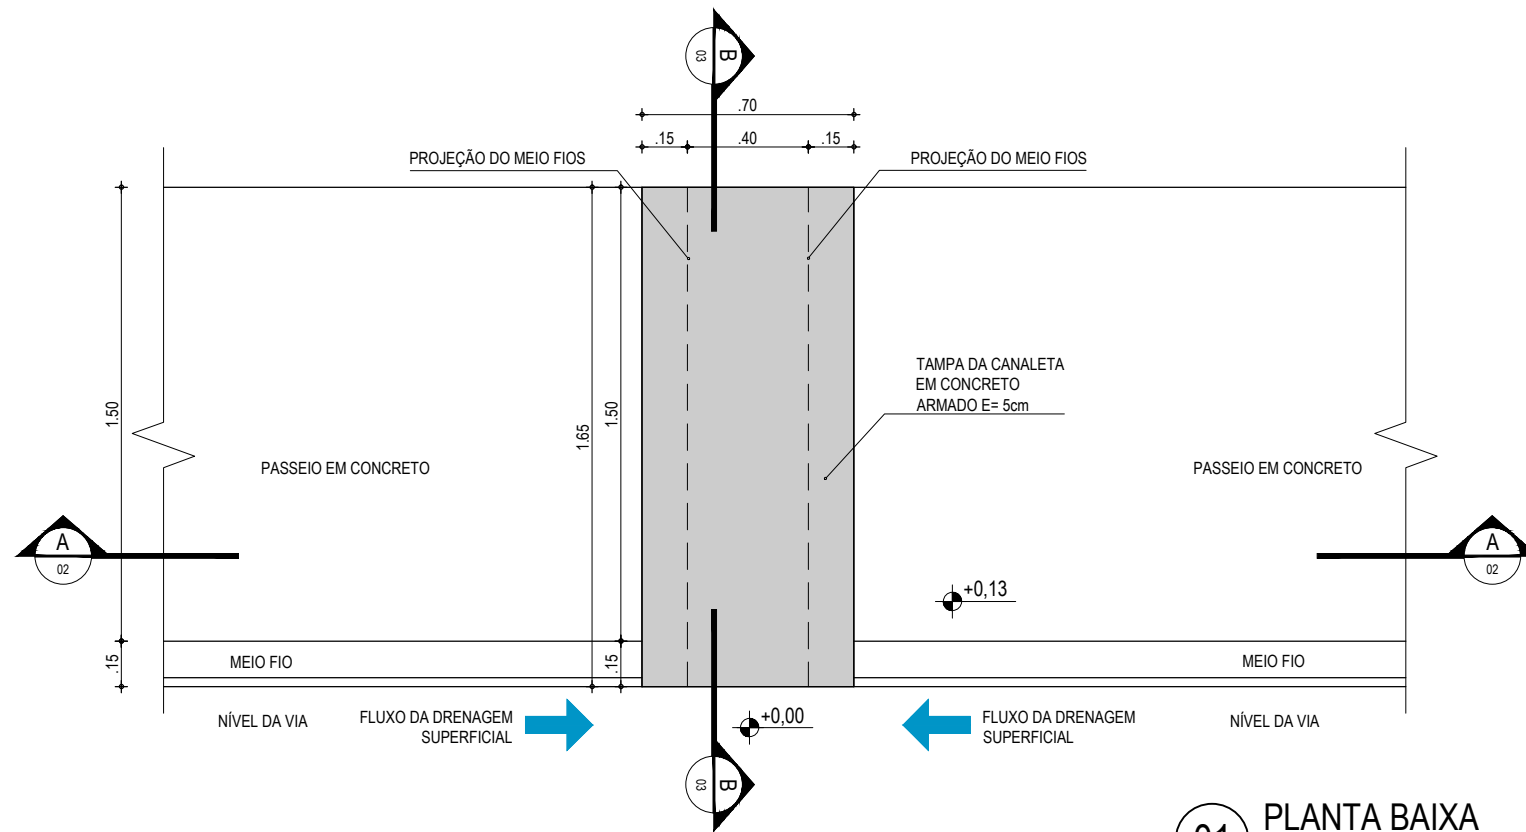 03
B
.70
.15
.40
.15
PROJEÇÃO DO MEIO FIOS
PROJEÇÃO DO MEIO FIOS
1.50
1.65
1.50
TAMPA DA CANALETA
EM CONCRETO
ARMADO E= 5cm
PASSEIO EM CONCRETO
PASSEIO EM CONCRETO
A
02
A
02
+0,13
.15
MEIO FIO
.15
MEIO FIO
NÍVEL DA VIA
FLUXO DA DRENAGEM
SUPERFICIAL
+0,00
FLUXO DA DRENAGEM
SUPERFICIAL
NÍVEL DA VIA
03
B
01
PLANTA BAIXA